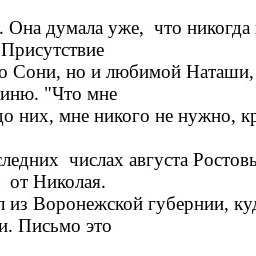 . Она думала уже, что никогда
Присутствие
о Сони, но и любимой Наташи,
иню. "Что мне
до них, мне никого не нужно, к
следних числах августа Ростовы
от Николая.
л из Воронежской губернии, куд
и. Письмо это